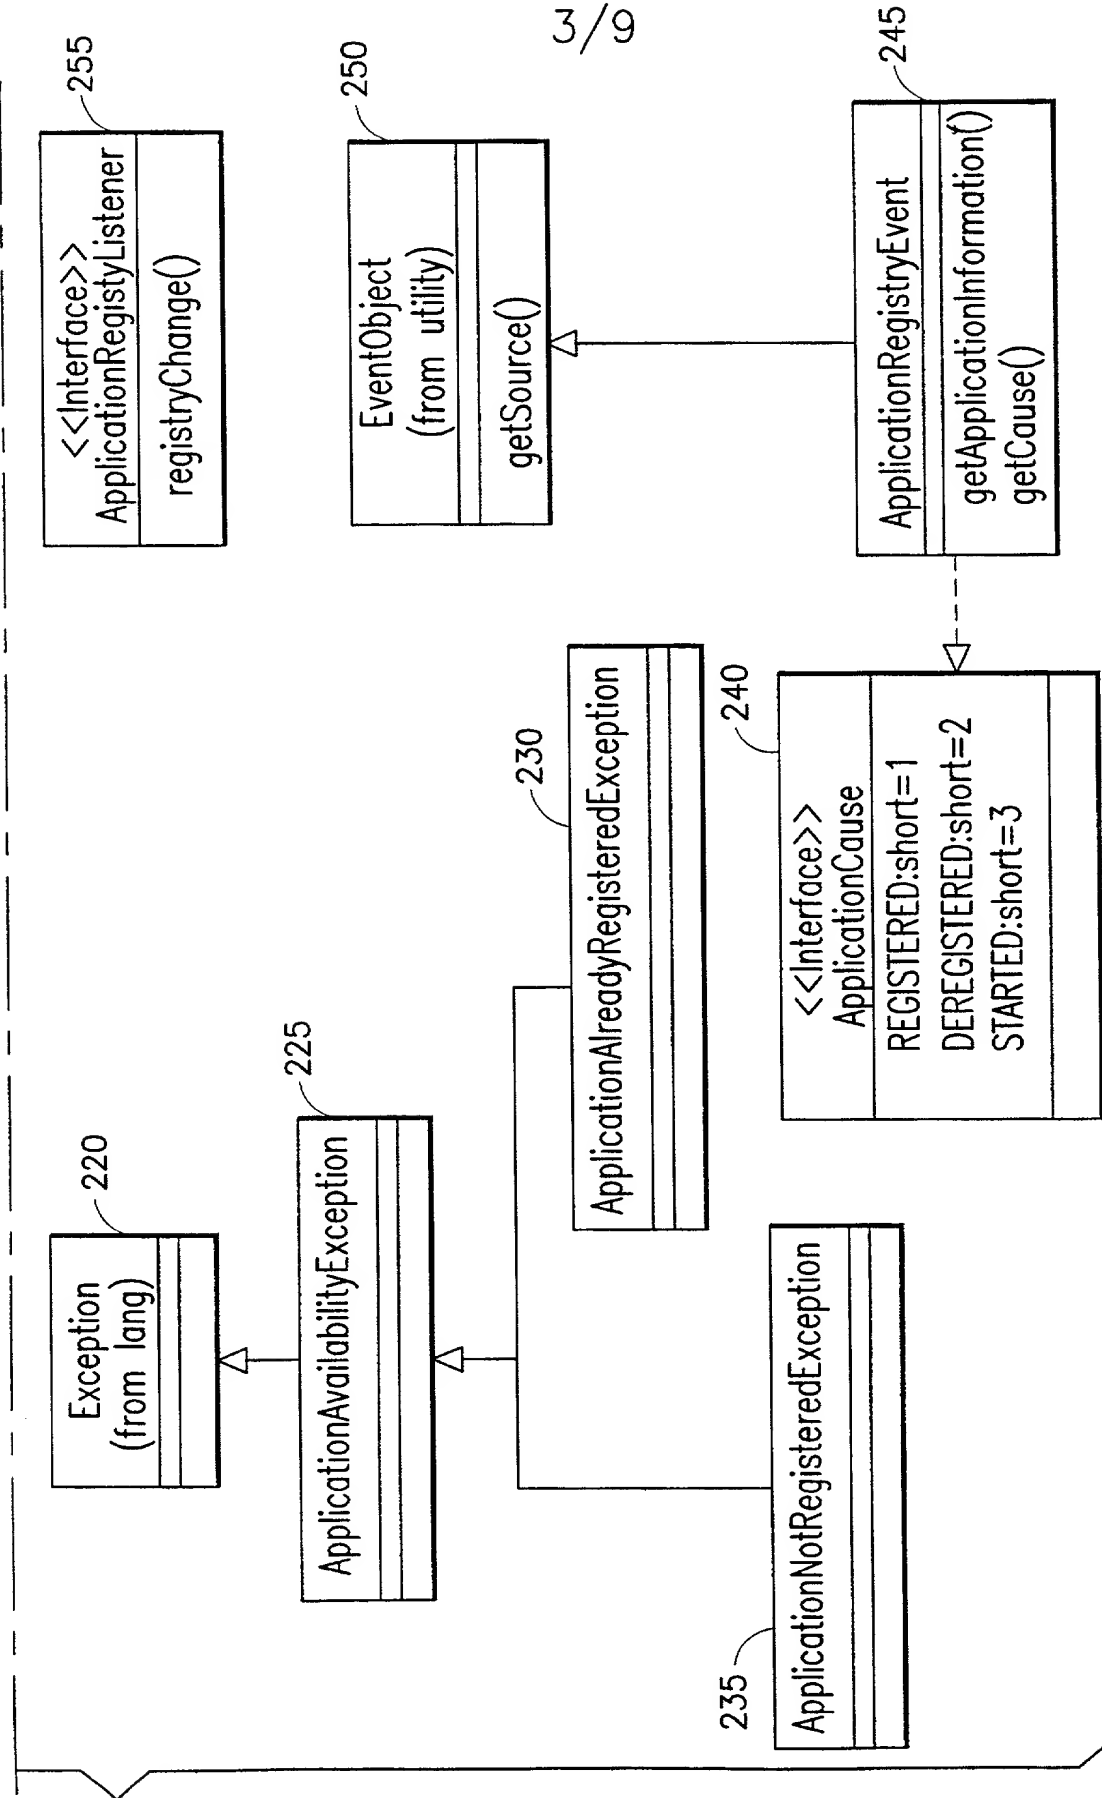 3/9
220
Exception
(from lang)
225
ApplicationAvailabilityException
230
ApplicationAlreadyRegisteredException
235
ApplicationNotRegisteredException
240
<<Interface>>
ApplicationCause
REGISTERED:short=1
DEREGISTERED:short=2
STARTED:short=3
255
<<Interface>>
ApplicationRegistyListener
registryChange()
250
EventObject
(from utility)
getSource()
245
ApplicationRegistryEvent
getApplicationInformation()
getCause()